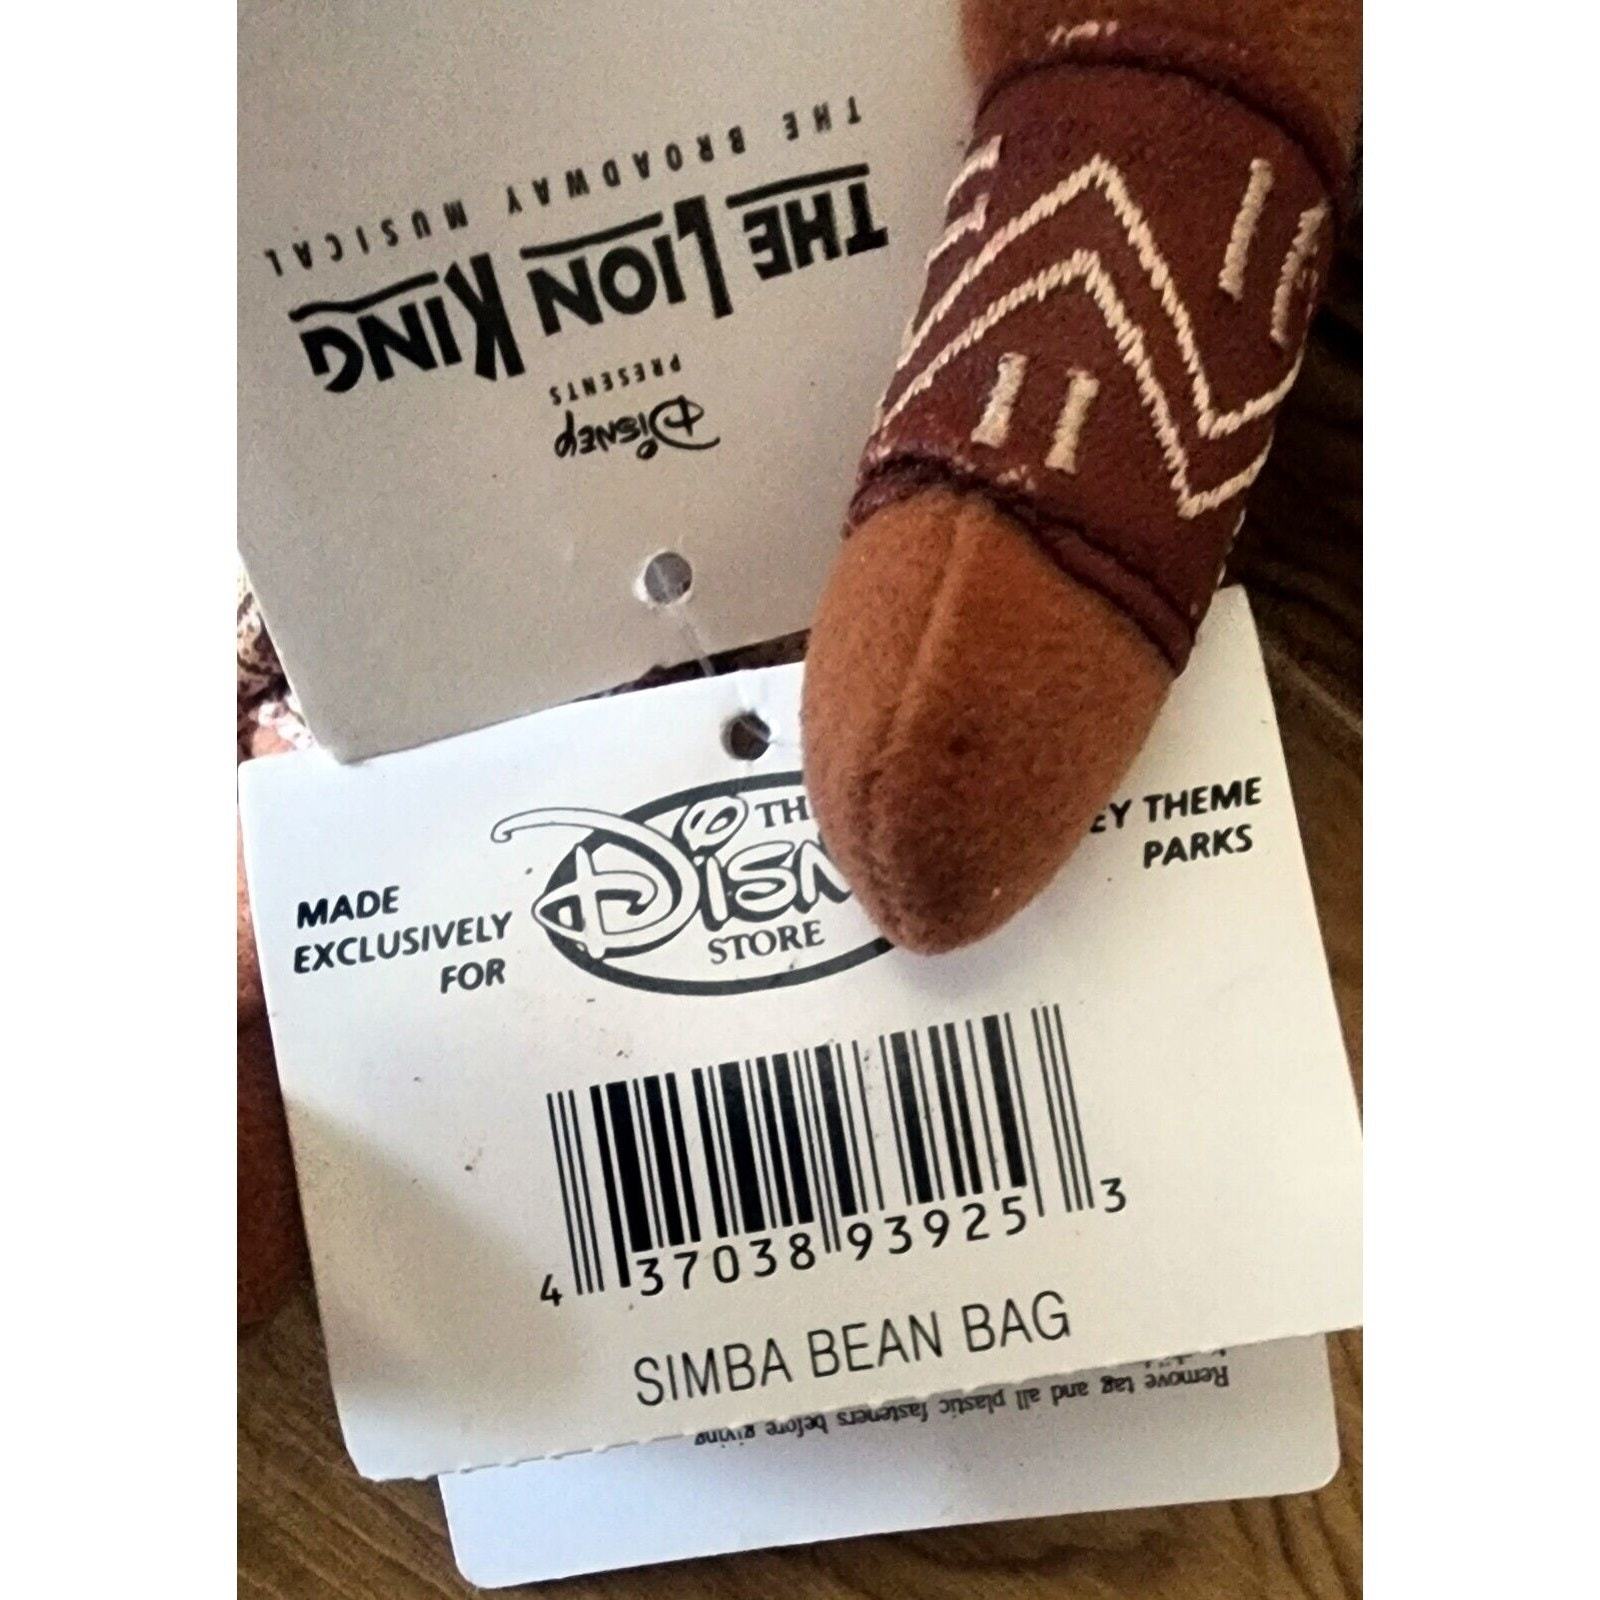 Disney
PRESENTS
THE LION KING
THE BROADWAY MUSICAL
MADE
EXCLUSIVELY
FOR
STORE
THEME
PARKS
4 37038 93925 3
SIMBA BEAN BAG
Remove tag and all plastic fasteners before giving